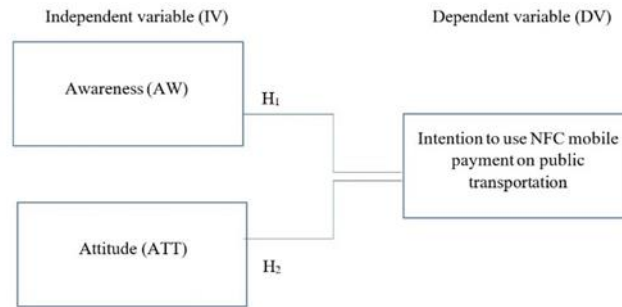 Independent variable (IV)
Dependent variable (DV)
Awareness (AW)
H₁
Intention to use NFC mobile
payment on public
transportation
Attitude (ATT)
H₂